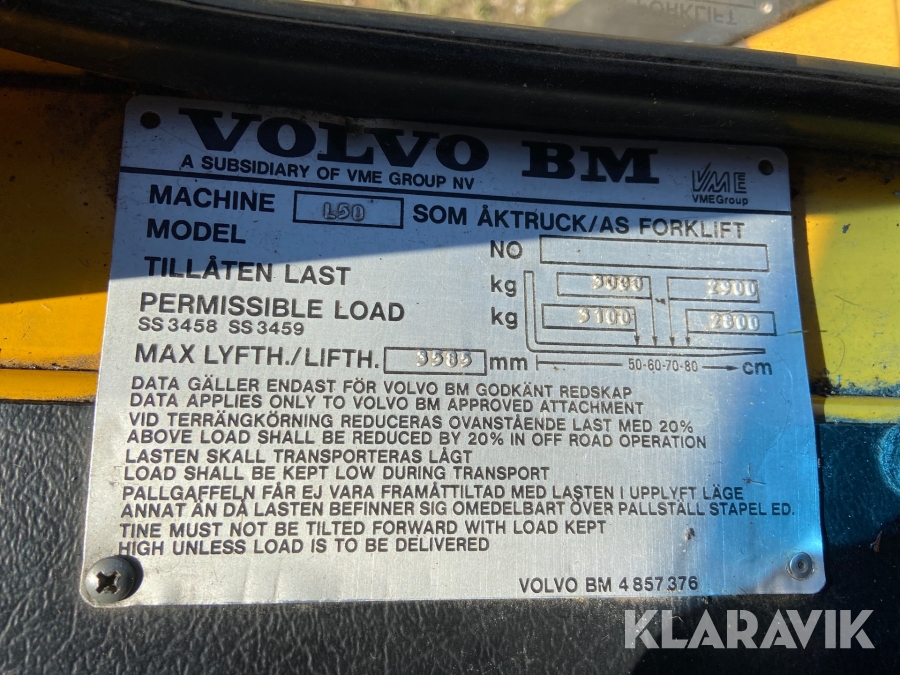 FORKLIFT
VOLVO BM
A SUBSIDIARY OF VME GROUP NV
VME
VME Group
MACHINE L50 SOM ÅKTRUCK/AS FORKLIFT
MODEL NO
TILLÅTEN LAST kg 2900
PERMISSIBLE LOAD kg
SS 3458 SS 3459
MAX LYFTH./LIFTH. mm 50-60-70-80 cm
DATA GÄLLER ENDAST FÖR VOLVO BM GODKÄNT REDSKAP
DATA APPLIES ONLY TO VOLVO BM APPROVED ATTACHMENT
VID TERRÄNGKÖRNING REDUCERAS OVANSTÅENDE LAST MED 20%
ABOVE LOAD SHALL BE REDUCED BY 20% IN OFF ROAD OPERATION
LASTEN SKALL TRANSPORTERAS LÅGT
LOAD SHALL BE KEPT LOW DURING TRANSPORT
PALLGAFFELN FÅR EJ VARA FRAMÅTTILTAD MED LASTEN I UPPLYFT LÄGE
ANNAT ÄN DÅ LASTEN BEFINNER SIG OMEDELBART ÖVER PALLSTÄLL STAPEL ED.
TINE MUST NOT BE TILTED FORWARD WITH LOAD KEPT
HIGH UNLESS LOAD IS TO BE DELIVERED
VOLVO BM 4 857 376
KLARAVIK